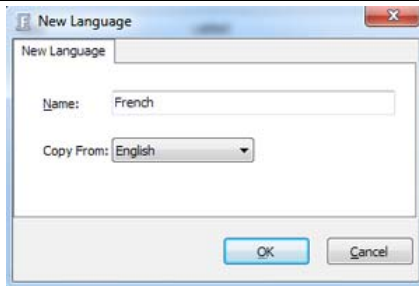 New Language
New Language
Name: French
Copy From: English
OK Cancel